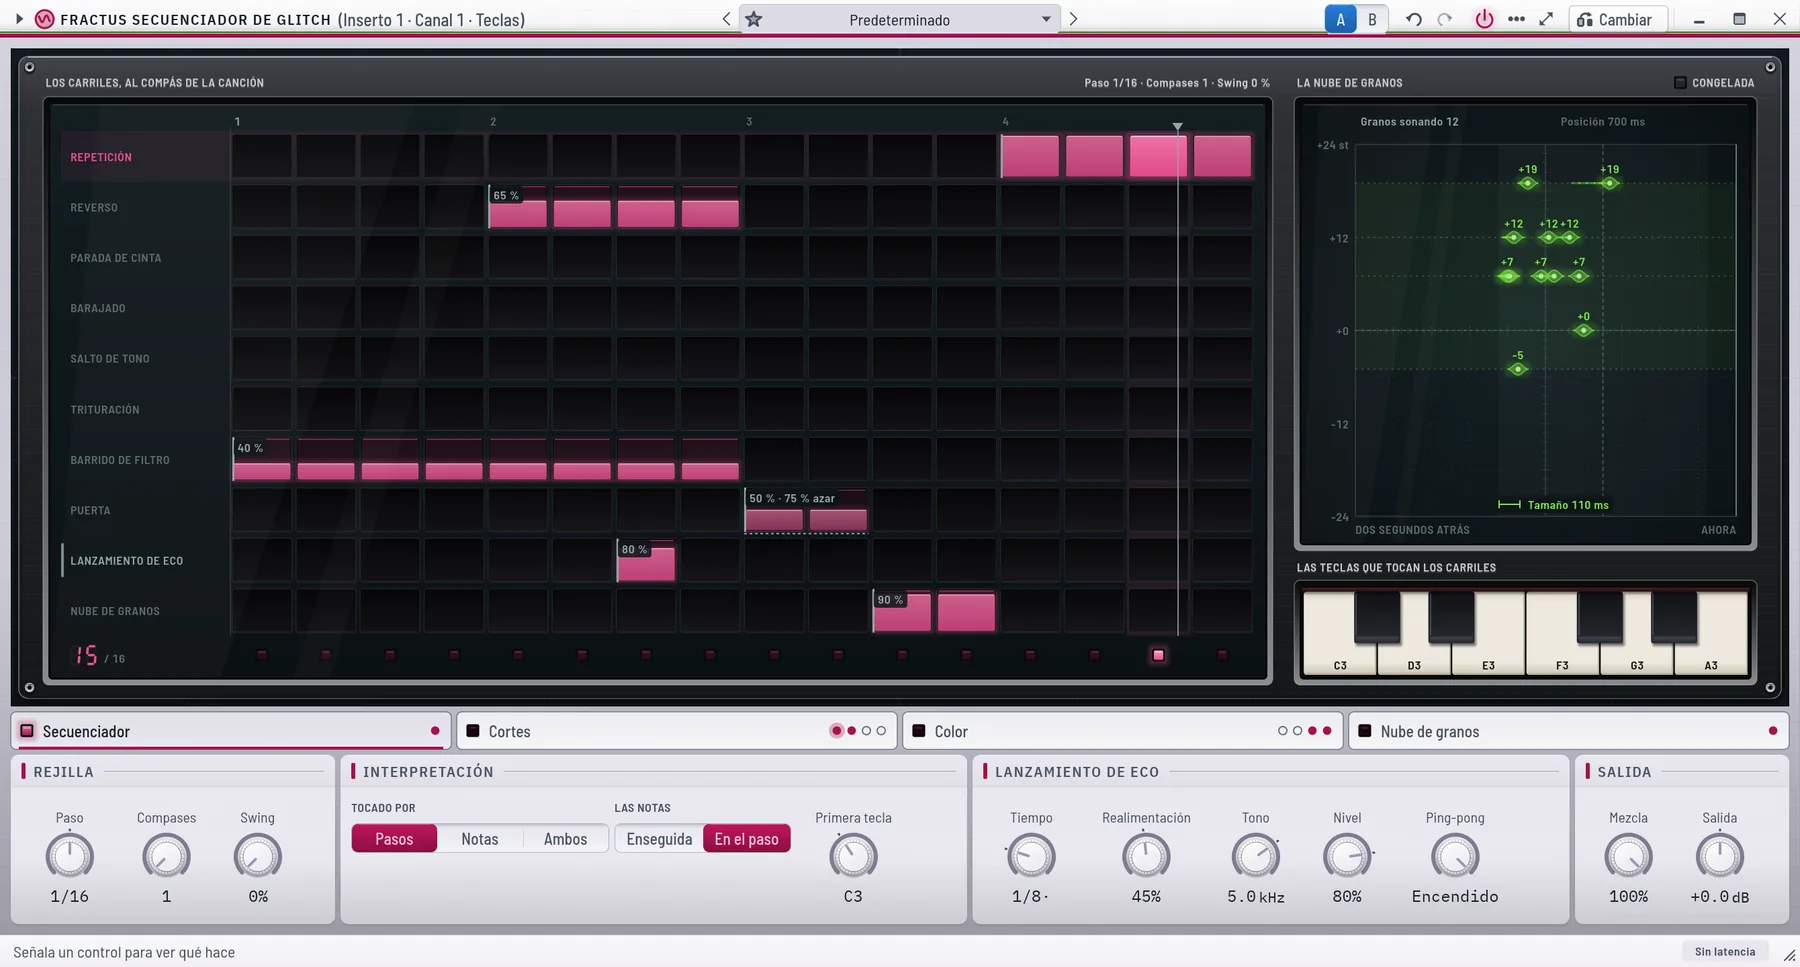 FRACTUS SECUENCIADOR DE GLITCH (Inserto 1 · Canal 1 · Teclas)
Predeterminado
A B
Cambiar
LOS CARRILES, AL COMPÁS DE LA CANCIÓN
Paso 1/16 · Compases 1 · Swing 0 %
1 2 3 4
REPETICIÓN
REVERSO
65 %
PARADA DE CINTA
BARAJADO
SALTO DE TONO
TRITURACIÓN
BARRIDO DE FILTRO
40 %
PUERTA
50 % · 75 % azar
LANZAMIENTO DE ECO
80 %
NUBE DE GRANOS
90 %
15 / 16
LA NUBE DE GRANOS
CONGELADA
Granos sonando 12
Posición 700 ms
+24 st
+19 +19
+12
+12 +12 +12
+7 +7 +7
+0
+0
-5
-12
Tamaño 110 ms
-24
DOS SEGUNDOS ATRÁS
AHORA
LAS TECLAS QUE TOCAN LOS CARRILES
C3 D3 E3 F3 G3 A3
Secuenciador
Cortes
Color
Nube de granos
REJILLA
Paso Compases Swing
1/16 1 0%
INTERPRETACIÓN
TOCADO POR
Pasos Notas Ambos
LAS NOTAS
Enseguida En el paso
Primera tecla
C3
LANZAMIENTO DE ECO
Tiempo Realimentación Tono Nivel Ping-pong
1/8· 45% 5.0 kHz 80% Encendido
SALIDA
Mezcla Salida
100% +0.0 dB
Señala un control para ver qué hace
Sin latencia